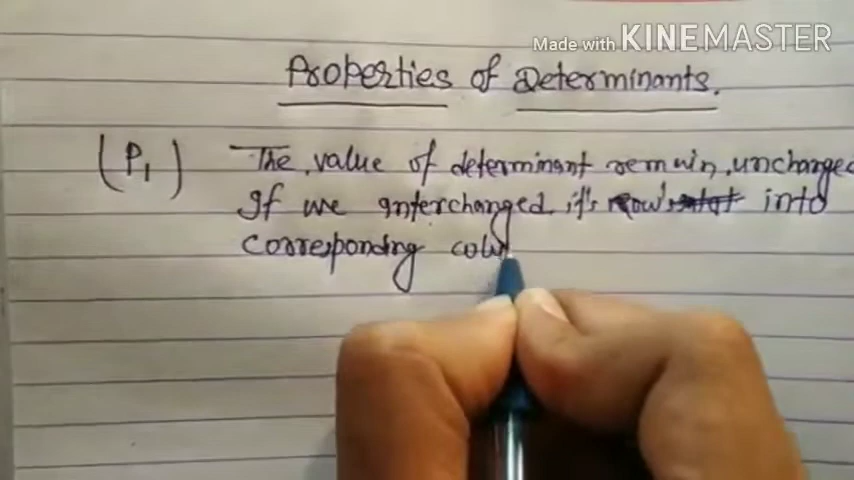 Made with KINEMASTER
Properties of Determinants.
(P1) The value of determinant remain unchanged
If we interchanged it's row's into
corresponding colu